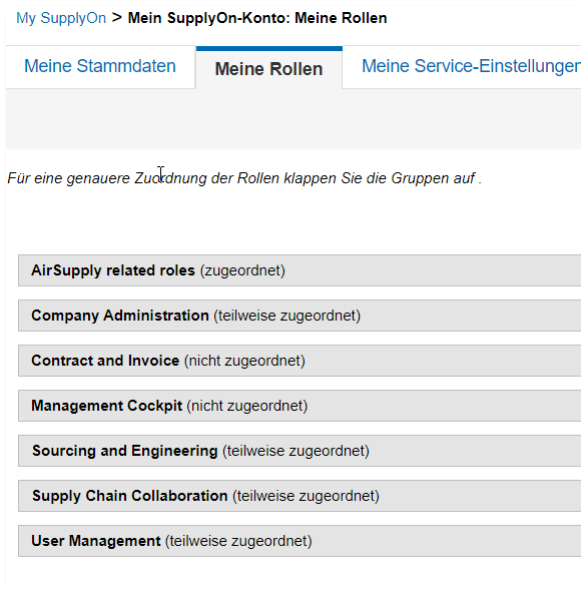 My SupplyOn > Mein SupplyOn-Konto: Meine Rollen
Meine Stammdaten Meine Rollen Meine Service-Einstellungen
Für eine genauere Zuordnung der Rollen klappen Sie die Gruppen auf .
AirSupply related roles (zugeordnet)
Company Administration (teilweise zugeordnet)
Contract and Invoice (nicht zugeordnet)
Management Cockpit (nicht zugeordnet)
Sourcing and Engineering (teilweise zugeordnet)
Supply Chain Collaboration (teilweise zugeordnet)
User Management (teilweise zugeordnet)